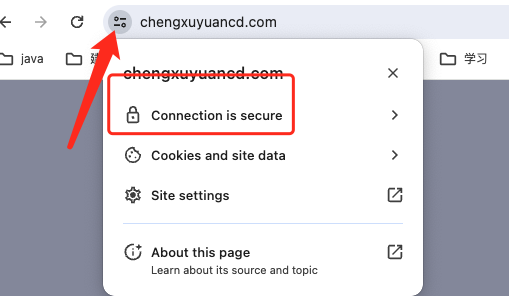 chengxuyuancd.com
java
学习
chengxuyuancd.com
Connection is secure
Cookies and site data
Site settings
About this page
Learn about its source and topic